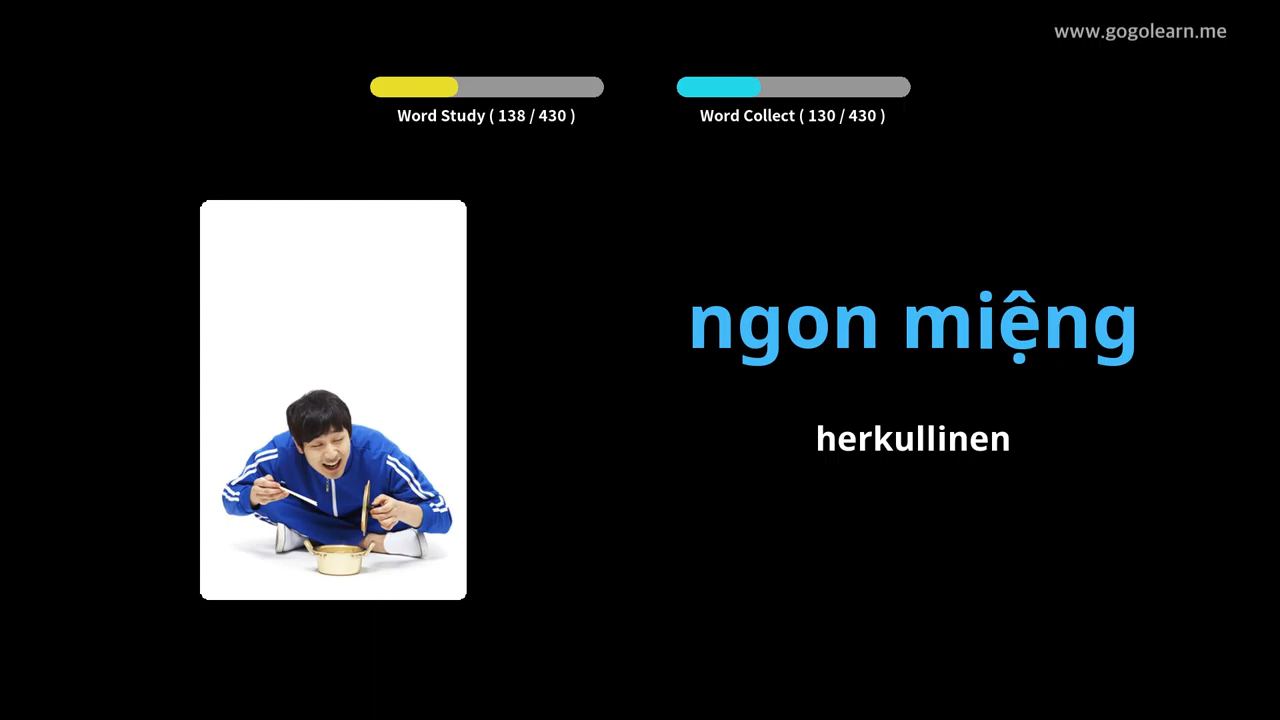 www.gogolearn.me
Word Study ( 138 / 430 )
Word Collect ( 130 / 430 )
ngon miệng
herkullinen